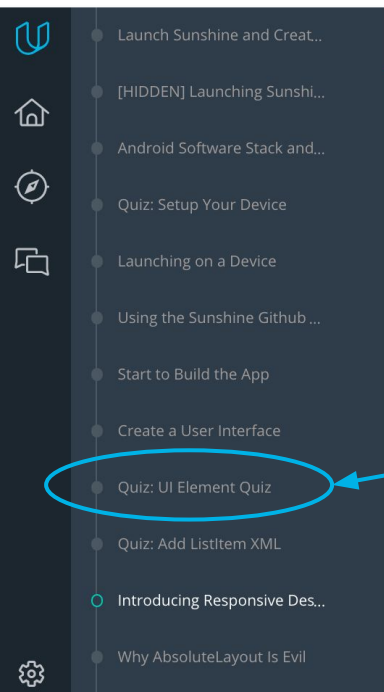 Launch Sunshine and Creat...
[HIDDEN] Launching Sunshi...
Android Software Stack and...
Quiz: Setup Your Device
Launching on a Device
Using the Sunshine Github ...
Start to Build the App
Create a User Interface
Quiz: UI Element Quiz
Quiz: Add ListItem XML
Introducing Responsive Des...
Why AbsoluteLayout Is Evil